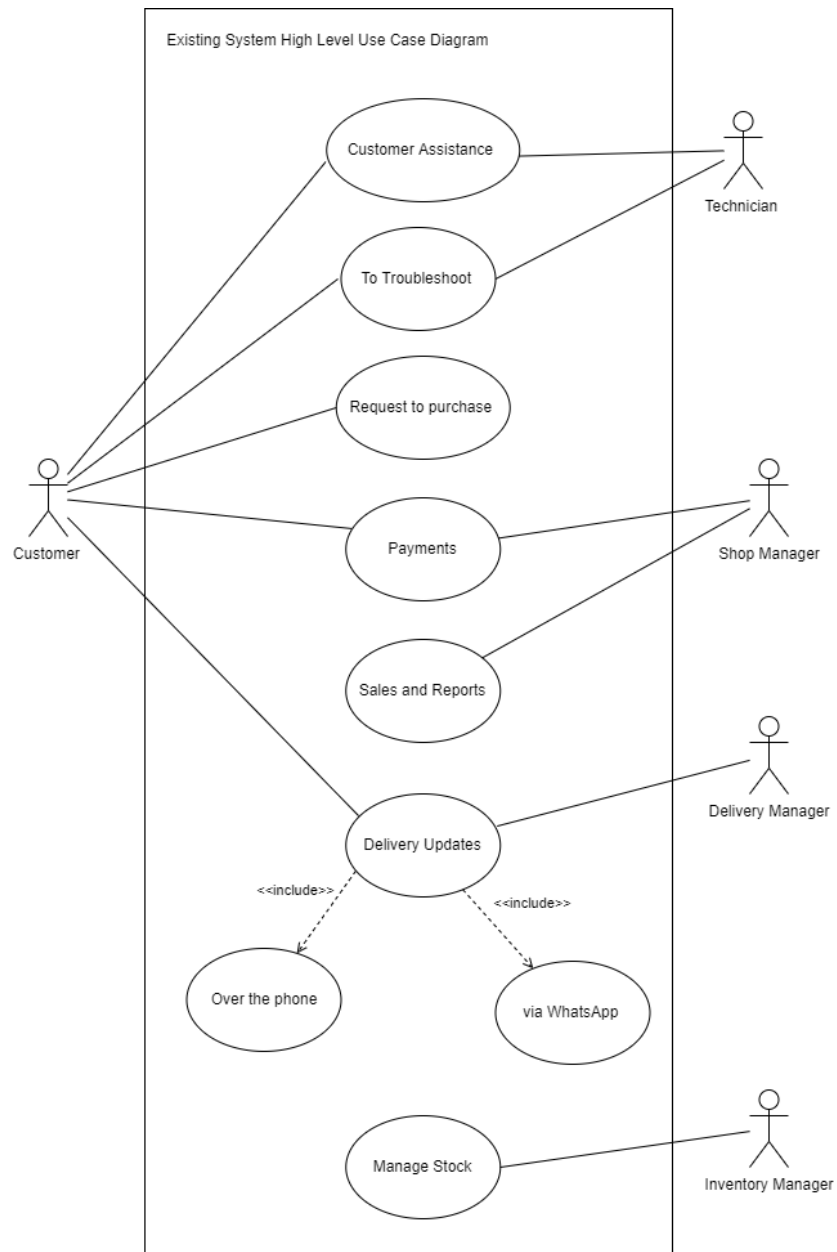 Existing System High Level Use Case Diagram
Customer Assistance
Technician
To Troubleshoot
Request to purchase
Customer
Payments
Shop Manager
Sales and Reports
Delivery Manager
Delivery Updates
<<include>>
<<include>>
Over the phone
via WhatsApp
Manage Stock
Inventory Manager